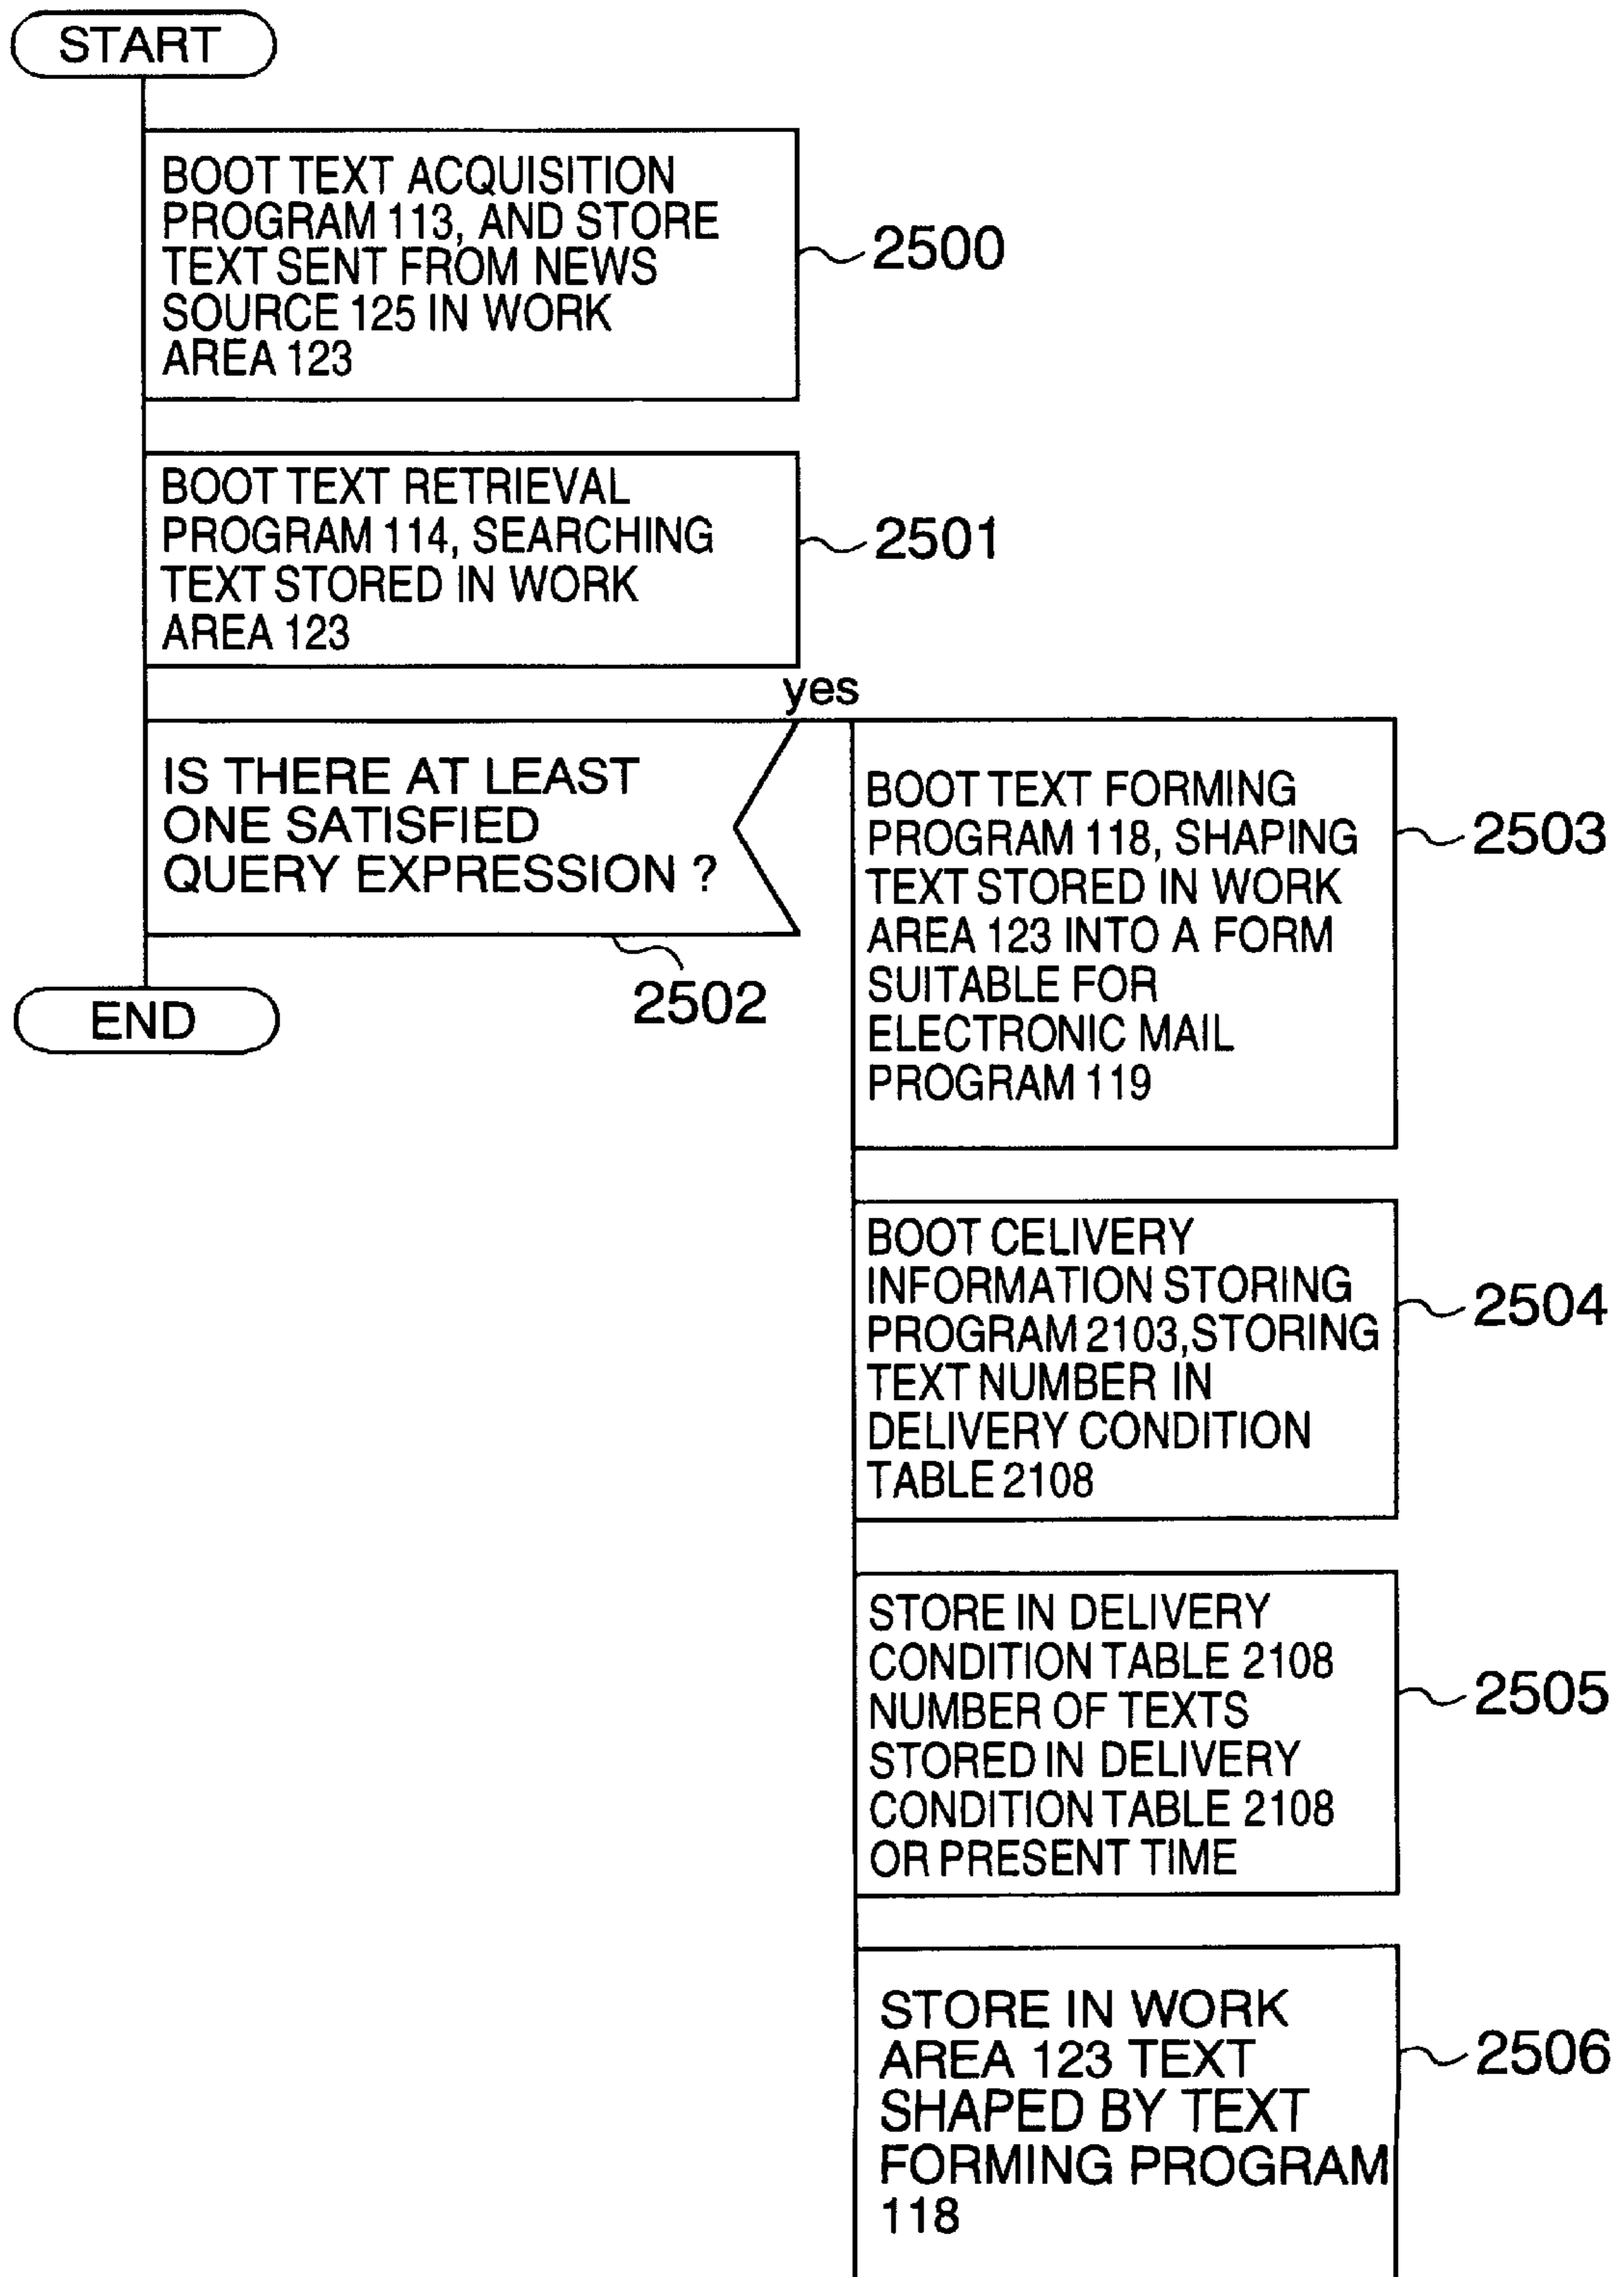 START
BOOT TEXT ACQUISITION
PROGRAM 113, AND STORE
TEXT SENT FROM NEWS
SOURCE 125 IN WORK
AREA 123
2500
BOOT TEXT RETRIEVAL
PROGRAM 114, SEARCHING
TEXT STORED IN WORK
AREA 123
2501
yes
IS THERE AT LEAST
ONE SATISFIED
QUERY EXPRESSION ?
2502
END
BOOT TEXT FORMING
PROGRAM 118, SHAPING
TEXT STORED IN WORK
AREA 123 INTO A FORM
SUITABLE FOR
ELECTRONIC MAIL
PROGRAM 119
2503
BOOT CELIVERY
INFORMATION STORING
PROGRAM 2103,STORING
TEXT NUMBER IN
DELIVERY CONDITION
TABLE 2108
2504
STORE IN DELIVERY
CONDITION TABLE 2108
NUMBER OF TEXTS
STORED IN DELIVERY
CONDITION TABLE 2108
OR PRESENT TIME
2505
STORE IN WORK
AREA 123 TEXT
SHAPED BY TEXT
FORMING PROGRAM
118
2506